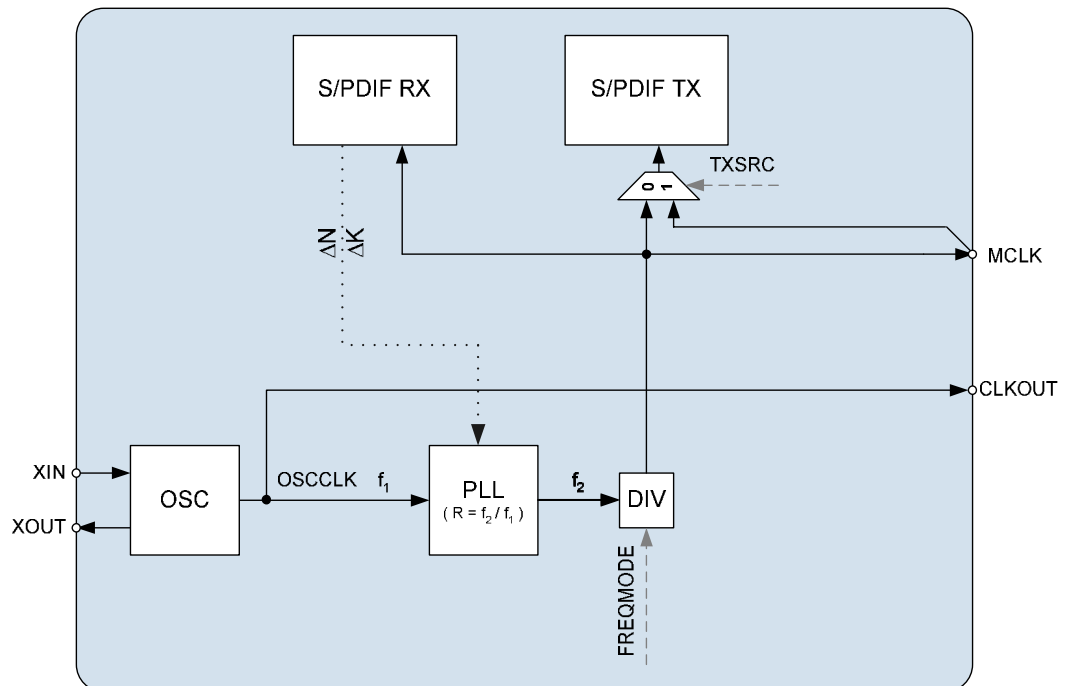 S/PDIF RX
S/PDIF TX
TXSRC
0
1
ΔN
ΔK
MCLK
CLKOUT
XIN
XOUT
OSC
OSCCLK f₁
PLL
( R = f₂ / f₁ )
f₂
DIV
FREQMODE